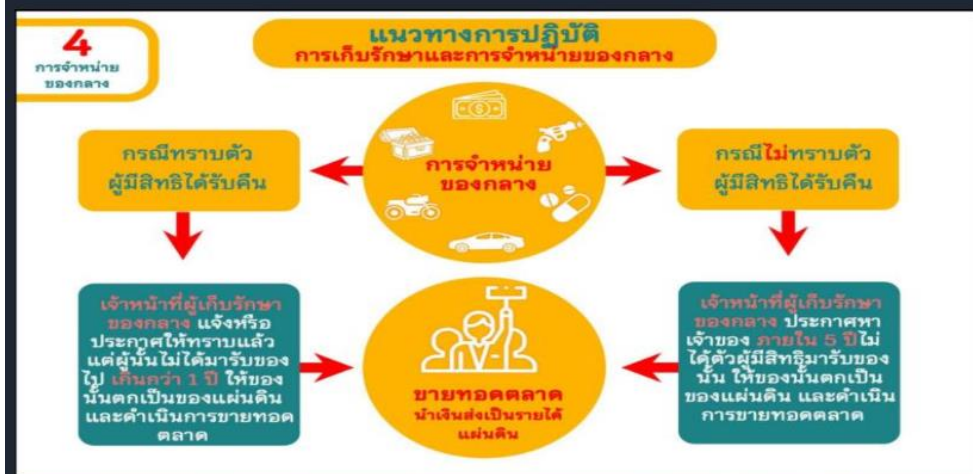 4
การจำหน่าย
ของกลาง
แนวทางการปฏิบัติ
การเก็บรักษาและการจำหน่ายของกลาง
กรณีทราบตัว
ผู้มีสิทธิได้รับคืน
การจำหน่าย
ของกลาง
กรณีไม่ทราบตัว
ผู้มีสิทธิได้รับคืน
เจ้าหน้าที่ผู้เก็บรักษา
ของกลาง แจ้งหรือ
ประกาศให้ทราบแล้ว
แต่ผู้นั้นไม่ได้มารับของ
ไป เกินกว่า 1 ปี ให้ของ
นั้นตกเป็นของแผ่นดิน
และดำเนินการขายทอด
ตลาด
ขายทอดตลาด
นำเงินส่งเป็นรายได้
แผ่นดิน
เจ้าหน้าที่ผู้เก็บรักษา
ของกลาง ประกาศหา
เจ้าของ ภายใน 5 ปีไม่
ได้ตัวผู้มีสิทธิมารับของ
นั้น ให้ของนั้นตกเป็น
ของแผ่นดิน และดำเนิน
การขายทอดตลาด